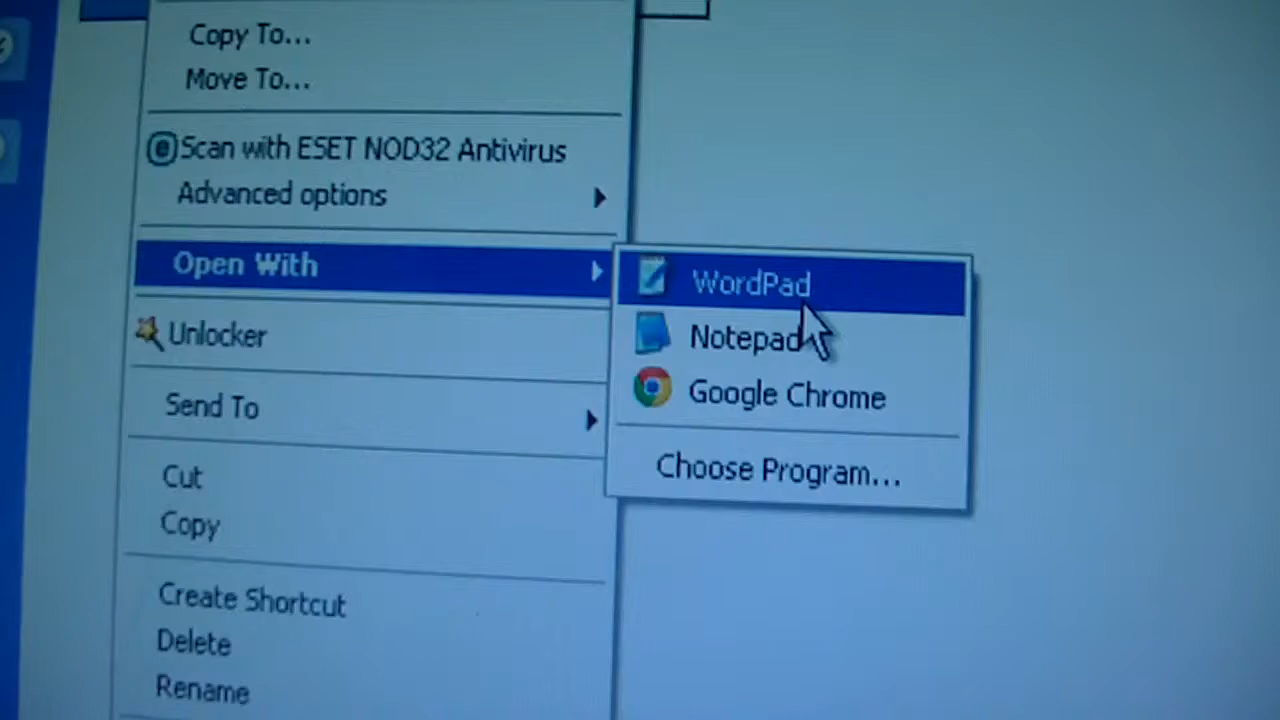 Copy To...
Move To...
Scan with ESET NOD32 Antivirus
Advanced options
Open With
WordPad
Notepad
Google Chrome
Choose Program...
Unlocker
Send To
Cut
Copy
Create Shortcut
Delete
Rename